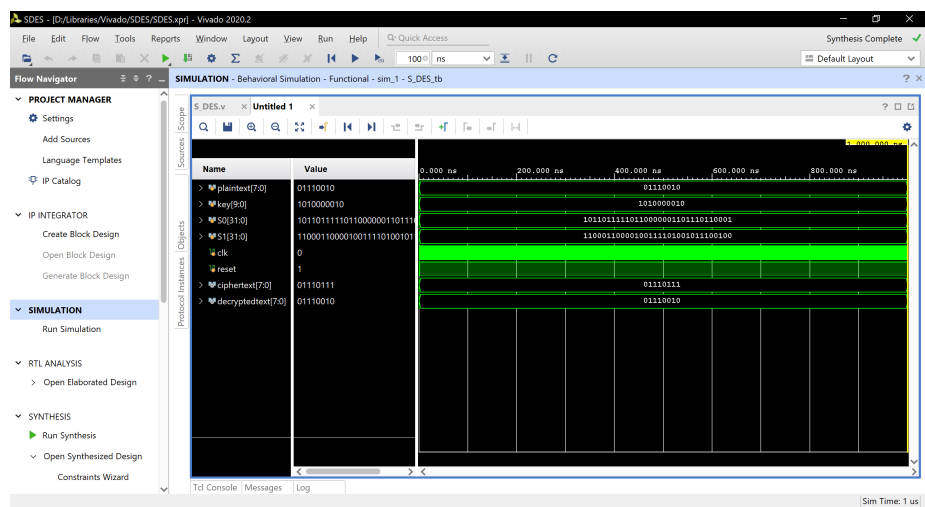 SDES - [D:/Libraries/Vivado/SDES/SDES.xpr] - Vivado 2020.2
File Edit Flow Tools Reports Window Layout View Run Help Q- Quick Access Synthesis Complete
100 ns Default Layout
Flow Navigator ? SIMULATION - Behavioral Simulation - Functional - sim_1 - S_DES_tb ? ×
PROJECT MANAGER
Settings
Add Sources
Language Templates
IP Catalog
IP INTEGRATOR
Create Block Design
Open Block Design
Generate Block Design
SIMULATION
Run Simulation
RTL ANALYSIS
Open Elaborated Design
SYNTHESIS
Run Synthesis
Open Synthesized Design
Constraints Wizard
Scope
Sources
Objects
Protocol Instances
S_DES.v × Untitled 1 ×
1,000.000 ns
Name Value 0.000 ns 200.000 ns 400.000 ns 600.000 ns 800.000 ns
plaintext[7:0] 01110010 01110010
key[9:0] 1010000010 1010000010
S0[31:0]
S1[31:0]
clk 0
reset 1
ciphertext[7:0] 01110111 01110111
decryptedtext[7:0] 01110010 01110010
Tcl Console Messages Log
Sim Time: 1 us